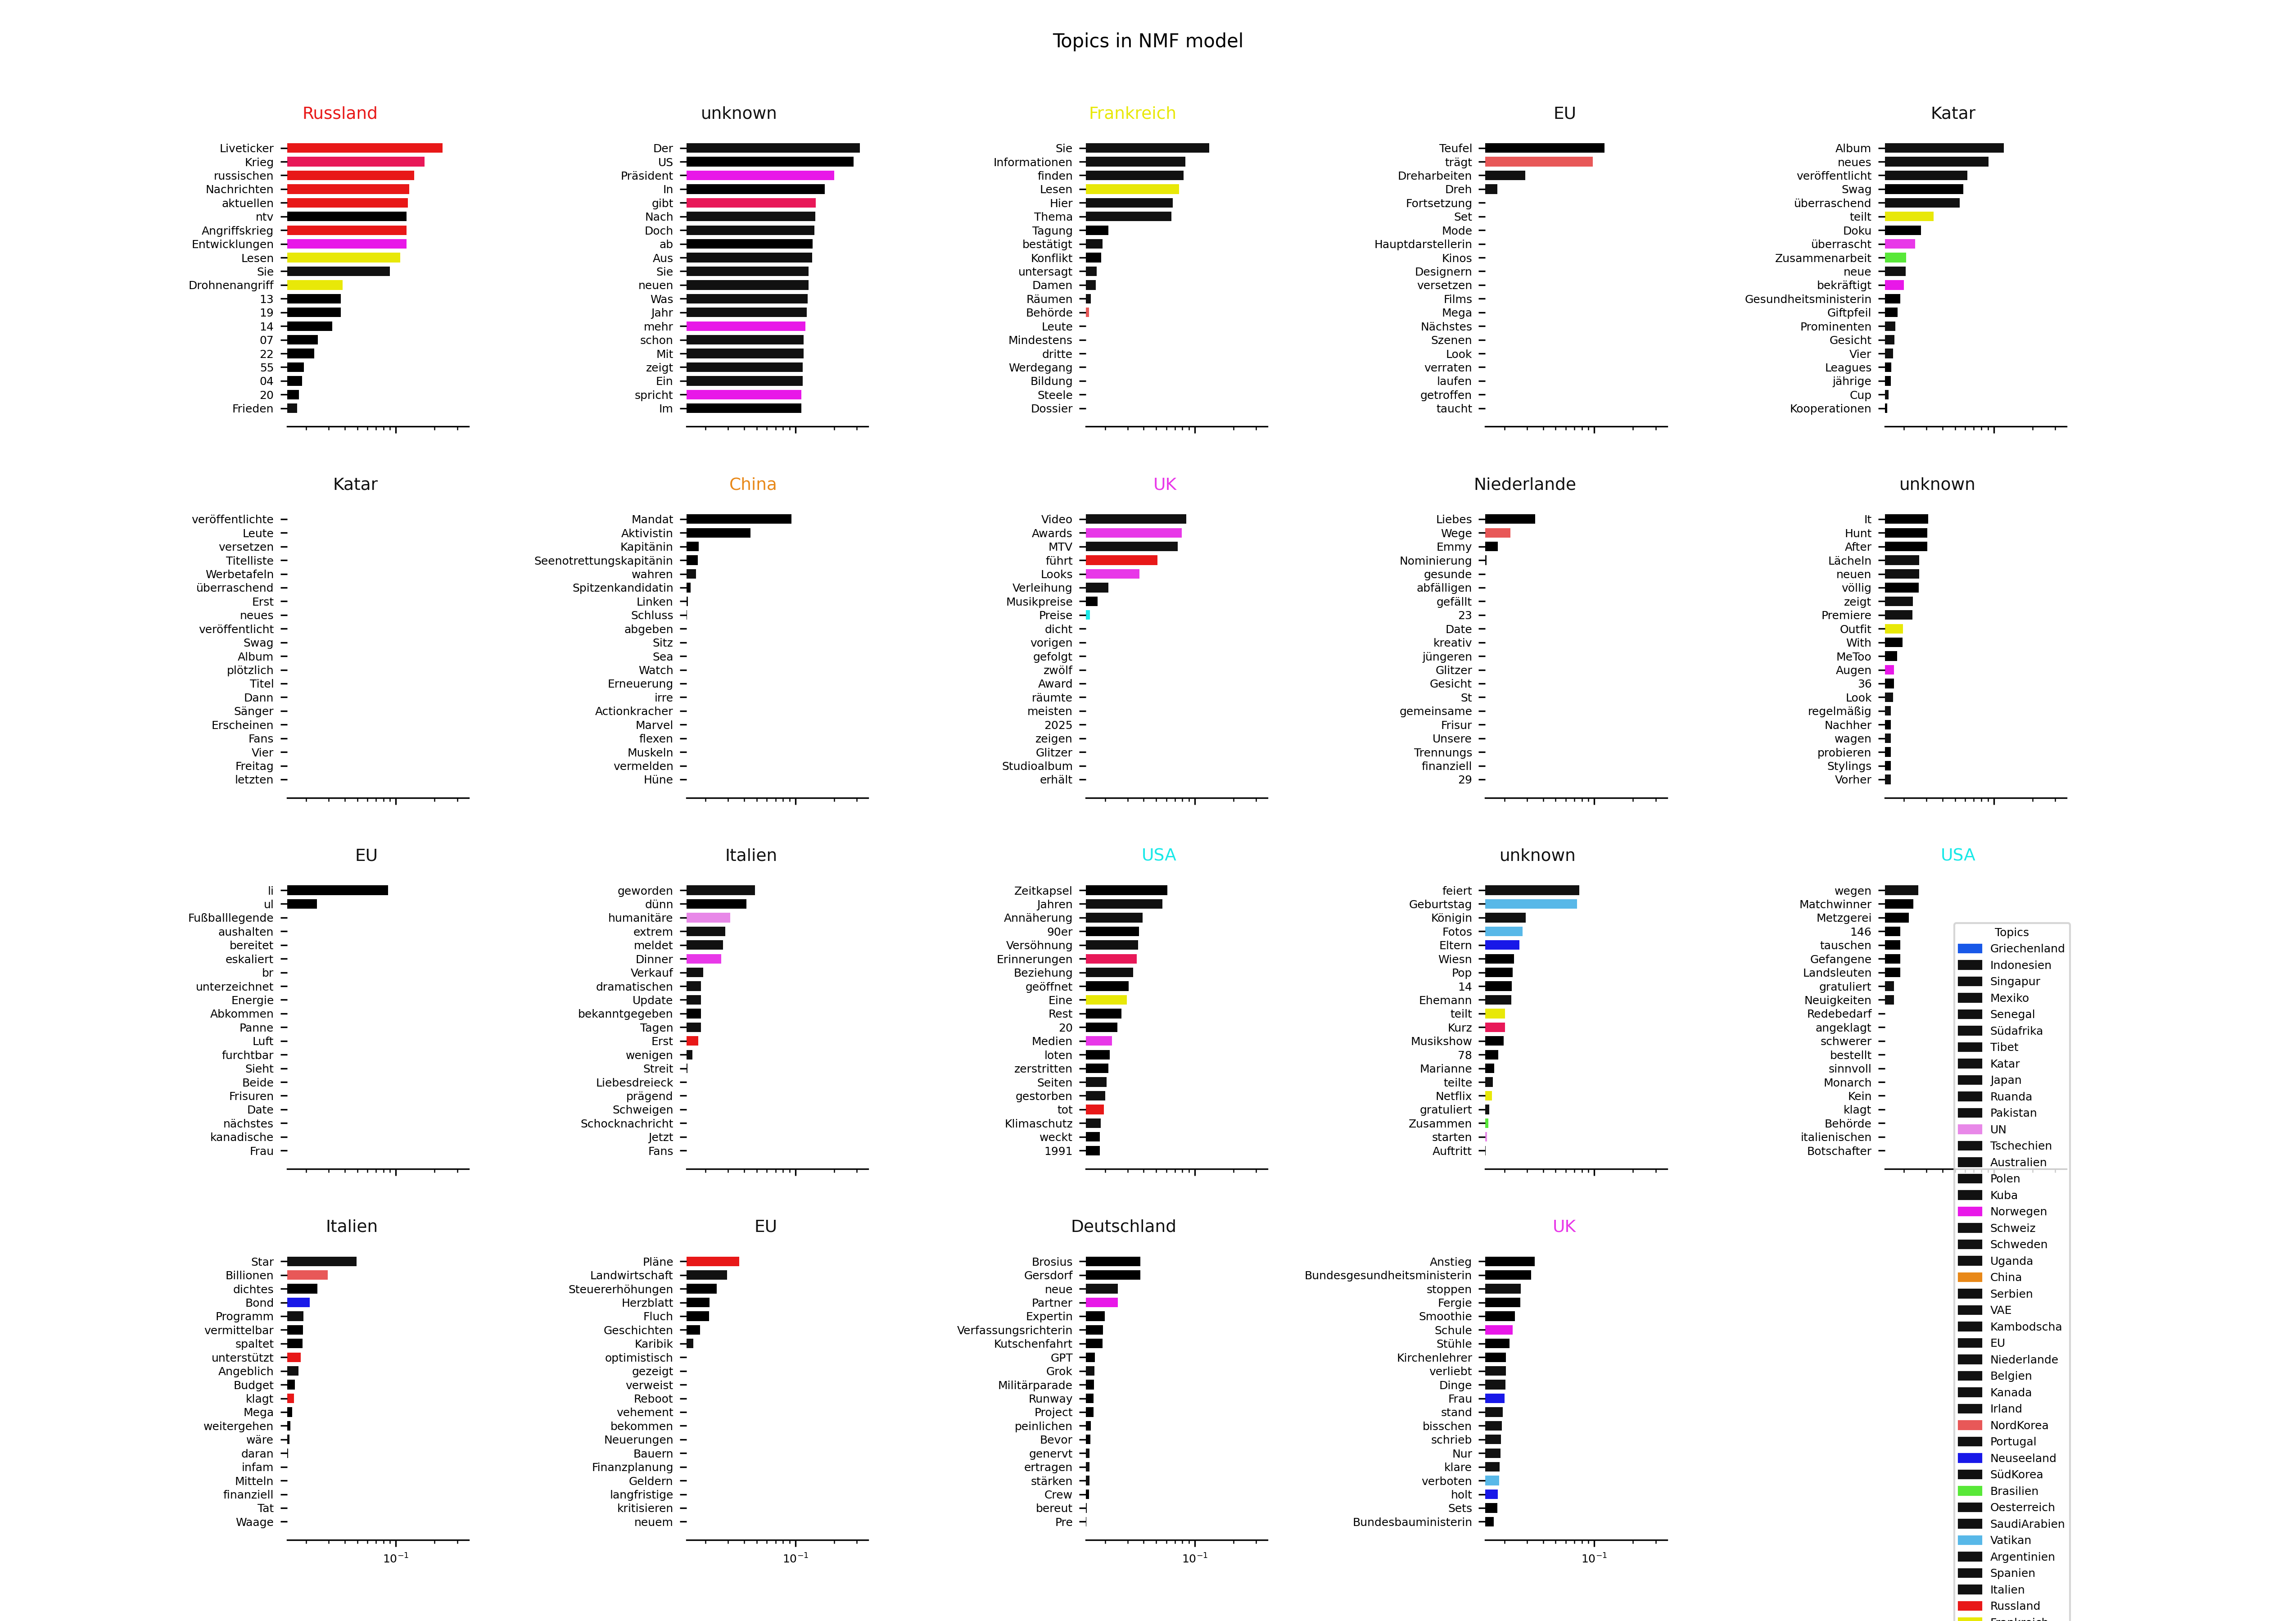 Topics in NMF model
Russland
Liveticker
Krieg
russischen
Nachrichten
aktuellen
ntv
Angriffskrieg
Entwicklungen
Lesen
Sie
Drohnenangriff
13
19
14
07
22
55
04
20
Frieden
unknown
Der
US
Präsident
In
gibt
Nach
Doch
ab
Aus
Sie
neuen
Was
Jahr
mehr
schon
Mit
zeigt
Ein
spricht
Im
Frankreich
Sie
Informationen
finden
Lesen
Hier
Thema
Tagung
bestätigt
Konflikt
untersagt
Damen
Räumen
Behörde
Leute
Mindestens
dritte
Werdegang
Bildung
Steele
Dossier
EU
Teufel
trägt
Dreharbeiten
Dreh
Fortsetzung
Set
Mode
Hauptdarstellerin
Kinos
Designern
versetzen
Films
Mega
Nächstes
Szenen
Look
verraten
laufen
getroffen
taucht
Katar
Album
neues
veröffentlicht
Swag
überraschend
teilt
Doku
überrascht
Zusammenarbeit
neue
bekräftigt
Gesundheitsministerin
Giftpfeil
Prominenten
Gesicht
Vier
Leagues
jährige
Cup
Kooperationen
Katar
veröffentlichte
Leute
versetzen
Titelliste
Werbetafeln
überraschend
Erst
neues
veröffentlicht
Swag
Album
plötzlich
Titel
Dann
Sänger
Erscheinen
Fans
Vier
Freitag
letzten
China
Mandat
Aktivistin
Kapitänin
Seenotrettungskapitänin
wahren
Spitzenkandidatin
Linken
Schluss
abgeben
Sitz
Sea
Watch
Erneuerung
irre
Actionkracher
Marvel
flexen
Muskeln
vermelden
Hüne
UK
Video
Awards
MTV
führt
Looks
Verleihung
Musikpreise
Preise
dicht
vorigen
gefolgt
zwölf
Award
räumte
meisten
2025
zeigen
Glitzer
Studioalbum
erhält
Niederlande
Liebes
Wege
Emmy
Nominierung
gesunde
abfälligen
gefällt
23
Date
kreativ
jüngeren
Glitzer
Gesicht
St
gemeinsame
Frisur
Unsere
Trennungs
finanziell
29
unknown
It
Hunt
After
Lächeln
neuen
völlig
zeigt
Premiere
Outfit
With
MeToo
Augen
36
Look
regelmäßig
Nachher
wagen
probieren
Stylings
Vorher
EU
li
ul
Fußballlegende
aushalten
bereitet
eskaliert
br
unterzeichnet
Energie
Abkommen
Panne
Luft
furchtbar
Sieht
Beide
Frisuren
Date
nächstes
kanadische
Frau
Italien
geworden
dünn
humanitäre
extrem
meldet
Dinner
Verkauf
dramatischen
Update
bekanntgegeben
Tagen
Erst
wenigen
Streit
Liebesdreieck
prägend
Schweigen
Schocknachricht
Jetzt
Fans
USA
Zeitkapsel
Jahren
Annäherung
90er
Versöhnung
Erinnerungen
Beziehung
geöffnet
Eine
Rest
20
Medien
loten
zerstritten
Seiten
gestorben
tot
Klimaschutz
weckt
1991
unknown
feiert
Geburtstag
Königin
Fotos
Eltern
Wiesn
Pop
14
Ehemann
teilt
Kurz
Musikshow
78
Marianne
teilte
Netflix
gratuliert
Zusammen
starten
Auftritt
USA
wegen
Matchwinner
Metzgerei
146
tauschen
Gefangene
Landsleuten
gratuliert
Neuigkeiten
Redebedarf
angeklagt
schwerer
bestellt
sinnvoll
Monarch
Kein
klagt
Behörde
italienischen
Botschafter
Italien
Star
Billionen
dichtes
Bond
Programm
vermittelbar
spaltet
unterstützt
Angeblich
Budget
klagt
Mega
weitergehen
wäre
daran
infam
Mitteln
finanziell
Tat
Waage
10⁻¹
EU
Pläne
Landwirtschaft
Steuererhöhungen
Herzblatt
Fluch
Geschichten
Karibik
optimistisch
gezeigt
verweist
Reboot
vehement
bekommen
Neuerungen
Bauern
Finanzplanung
Geldern
langfristige
kritisieren
neuem
10⁻¹
Deutschland
Brosius
Gersdorf
neue
Partner
Expertin
Verfassungsrichterin
Kutschenfahrt
GPT
Grok
Militärparade
Runway
Project
peinlichen
Bevor
genervt
ertragen
stärken
Crew
bereut
Pre
10⁻¹
UK
Anstieg
Bundesgesundheitsministerin
stoppen
Fergie
Smoothie
Schule
Stühle
Kirchenlehrer
verliebt
Dinge
Frau
stand
bisschen
schrieb
Nur
klare
verboten
holt
Sets
Bundesbauministerin
10⁻¹
Topics
Griechenland
Indonesien
Singapur
Mexiko
Senegal
Südafrika
Tibet
Katar
Japan
Ruanda
Pakistan
UN
Tschechien
Australien
Polen
Kuba
Norwegen
Schweiz
Schweden
Uganda
China
Serbien
VAE
Kambodscha
EU
Niederlande
Belgien
Kanada
Irland
NordKorea
Portugal
Neuseeland
SüdKorea
Brasilien
Oesterreich
SaudiArabien
Vatikan
Argentinien
Spanien
Italien
Russland
Frankreich